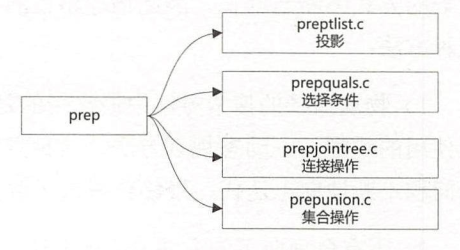 preptlist.c
投影
prepquals.c
选择条件
prep
prepjointree.c
连接操作
prepunion.c
集合操作